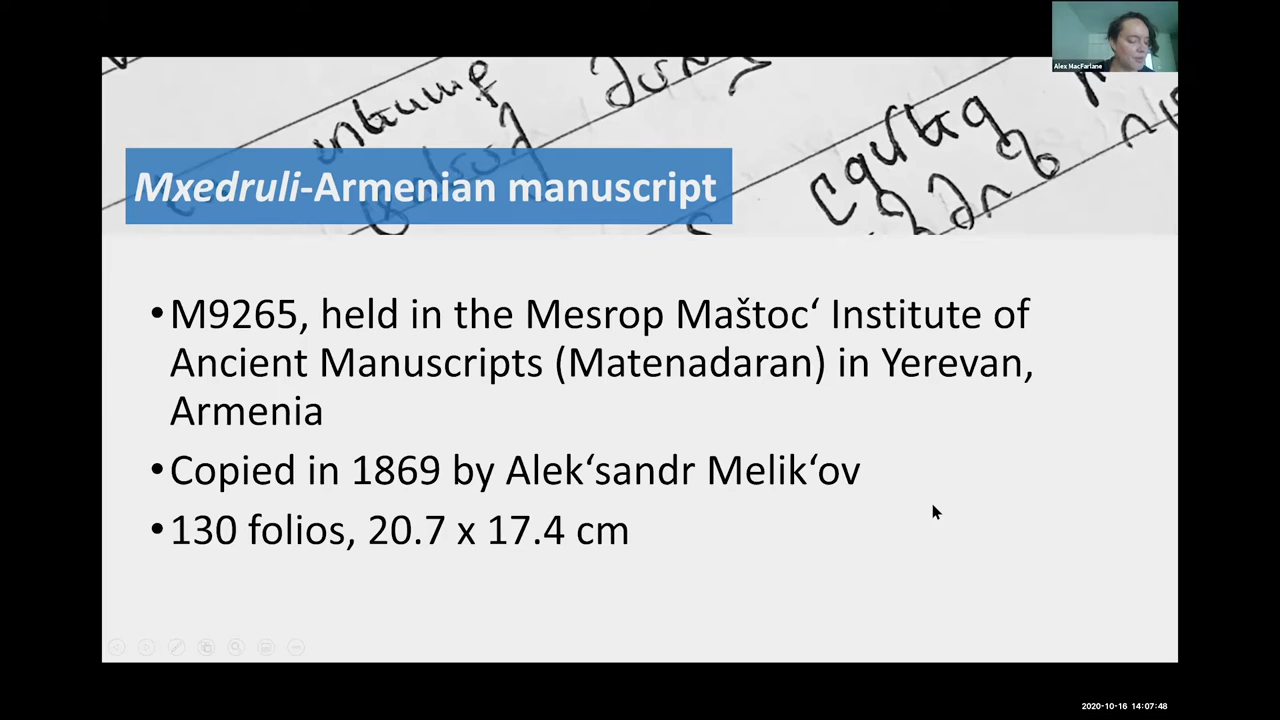 Alex MacFarlane
Mxedruli-Armenian manuscript
•M9265, held in the Mesrop Maštoc‘ Institute of
Ancient Manuscripts (Matenadaran) in Yerevan,
Armenia
•Copied in 1869 by Alek‘sandr Melik‘ov
•130 folios, 20.7 x 17.4 cm
2020-10-16 14:07:48